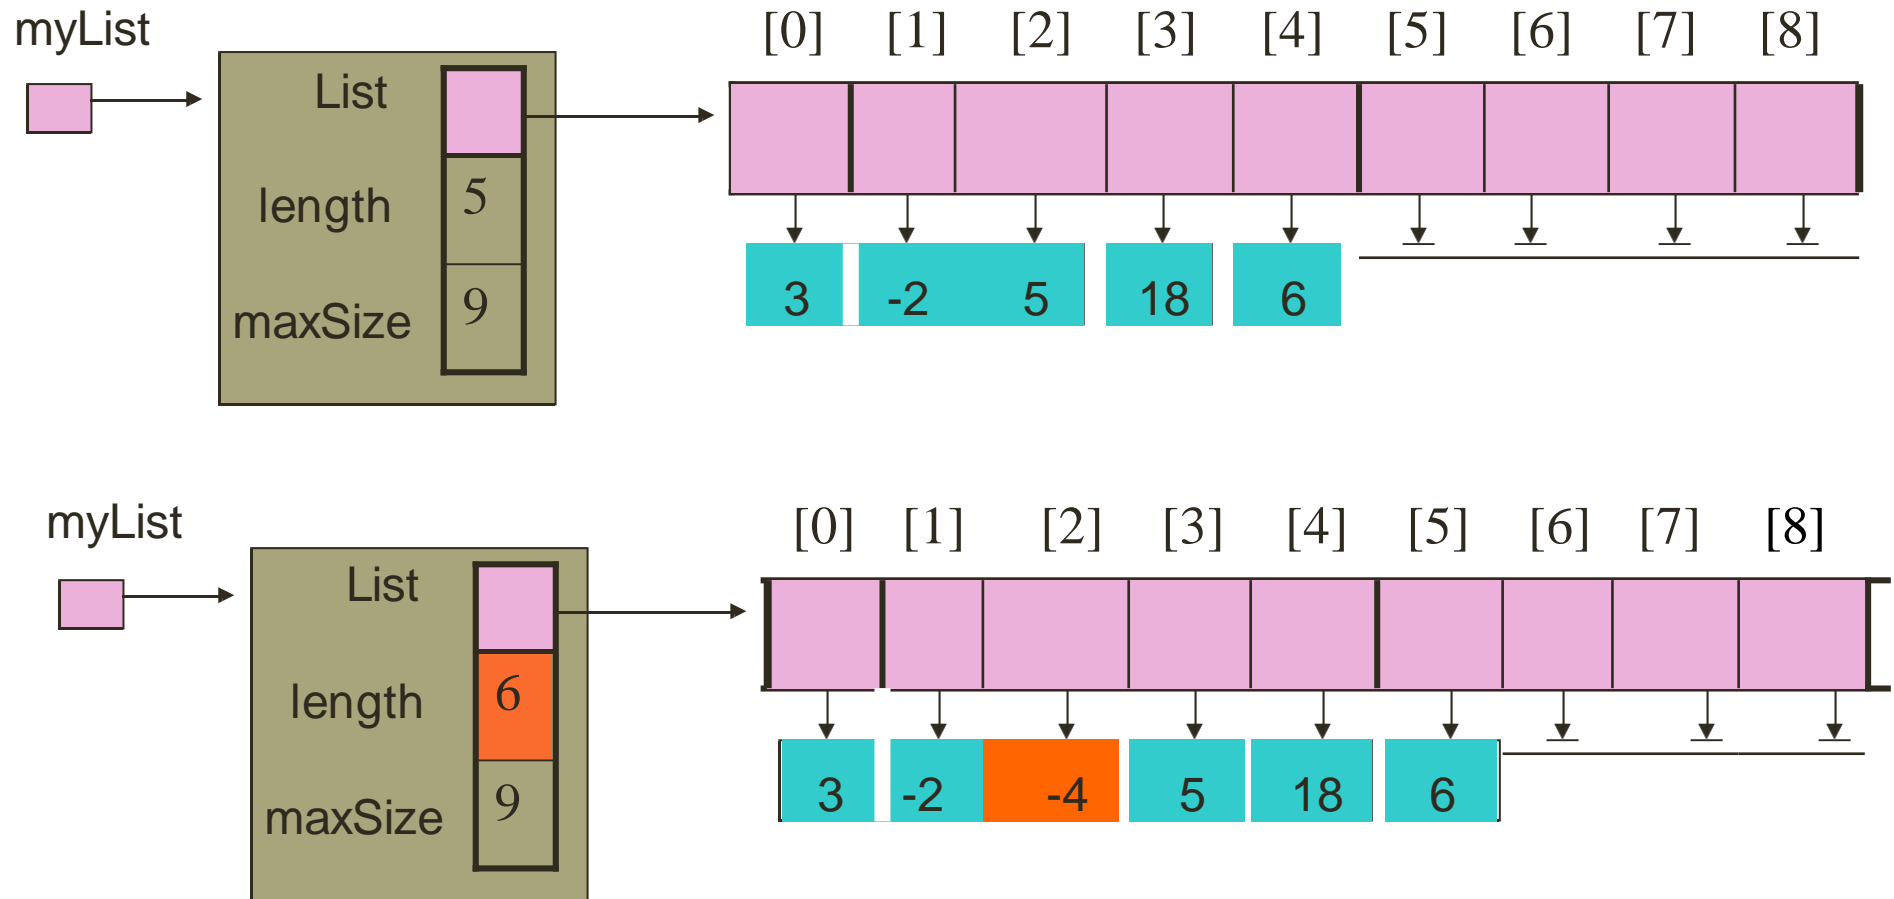 myList
[0] [1] [2] [3] [4] [5] [6] [7] [8]
List
length 5
maxSize 9
3 -2 5 18 6
myList
[0] [1] [2] [3] [4] [5] [6] [7] [8]
List
length 6
maxSize 9
3 -2 -4 5 18 6